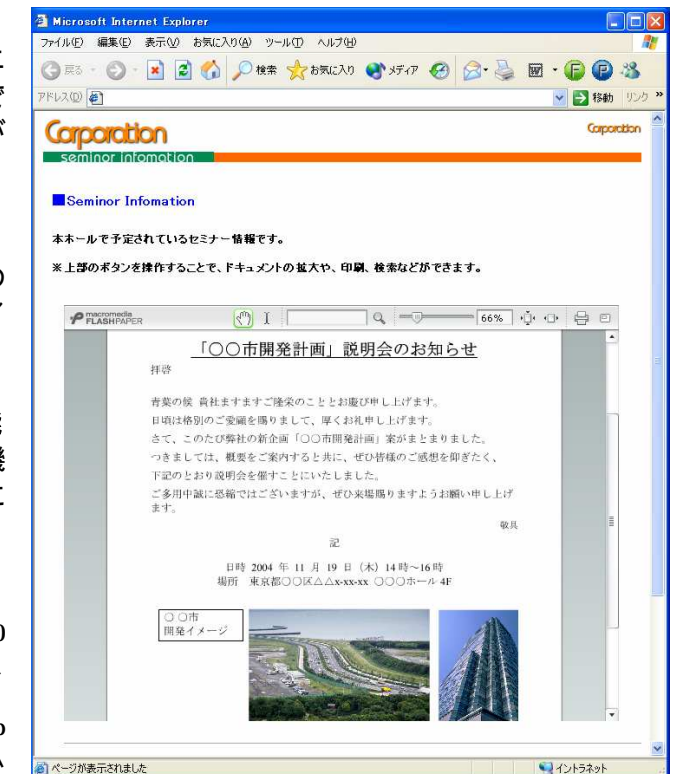 Microsoft Internet Explorer
ファイル(F) 編集(E) 表示(V) お気に入り(A) ツール(T) ヘルプ(H)
戻る 検索 お気に入り メディア
アドレス(D) 移動 リンク »
Corporation Corporation
seminor infomation
■Seminor Infomation
本ホールで予定されているセミナー情報です。
※上部のボタンを操作することで、ドキュメントの拡大や、印刷、検索などができます。
macromedia
FLASHPAPER 66%
「〇〇市開発計画」説明会のお知らせ
拝啓
青葉の候 貴社ますますご隆栄のこととお慶び申し上げます。
日頃は格別のご愛顧を賜りまして、厚くお礼申し上げます。
さて、このたび弊社の新企画「〇〇市開発計画」案がまとまりました。
つきましては、概要をご案内すると共に、ぜひ皆様のご感想を仰ぎたく、
下記のとおり説明会を催すことにいたしました。
ご多用中誠に恐縮ではございますが、ぜひ来場賜りますようお願い申し上げ
ます。
敬具
記
日時 2004 年 11 月 19 日（木）14 時～16 時
場所 東京都〇〇区△△x-xx-xx 〇〇〇ホール 4F
〇 〇市
開発イメージ
ページが表示されました イントラネット